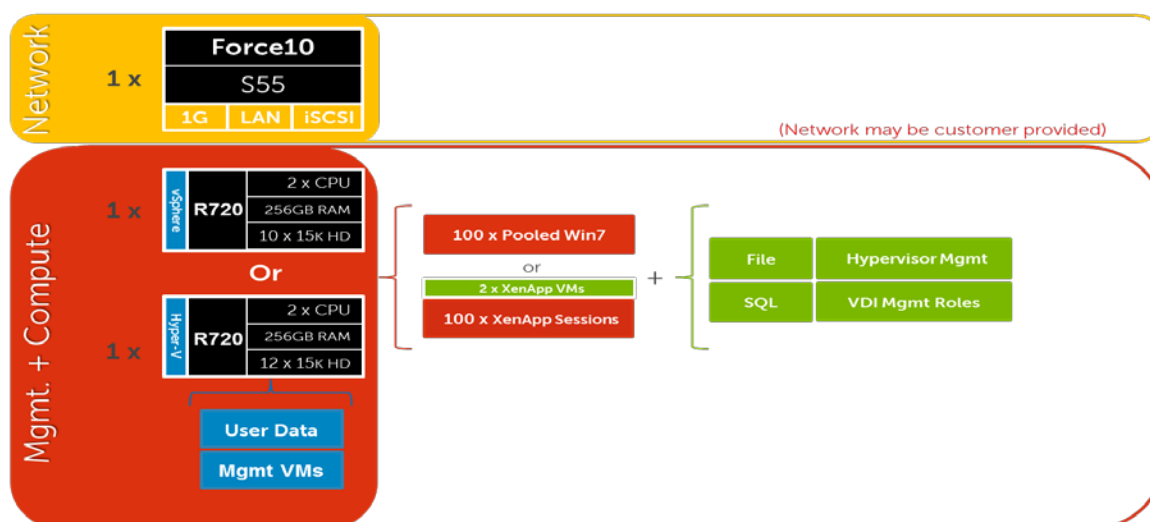 Network
1 x
Force10
S55
1G LAN iSCSI
(Network may be customer provided)
Mgmt. + Compute
1 x
vSphere
R720
2 x CPU
256GB RAM
10 x 15K HD
Or
1 x
Hyper-V
R720
2 x CPU
256GB RAM
12 x 15K HD
User Data
Mgmt VMs
100 x Pooled Win7
or
2 x XenApp VMs
100 x XenApp Sessions
+
File
Hypervisor Mgmt
SQL
VDI Mgmt Roles